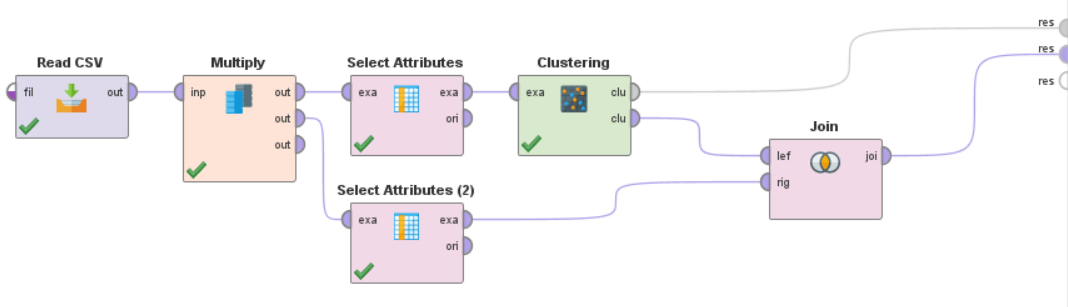 res
Read CSV
Multiply
Select Attributes
Clustering
res
res
fil
out
inp
out
exa
exa
exa
clu
out
ori
clu
out
Join
lef
joi
rig
Select Attributes (2)
exa
exa
ori